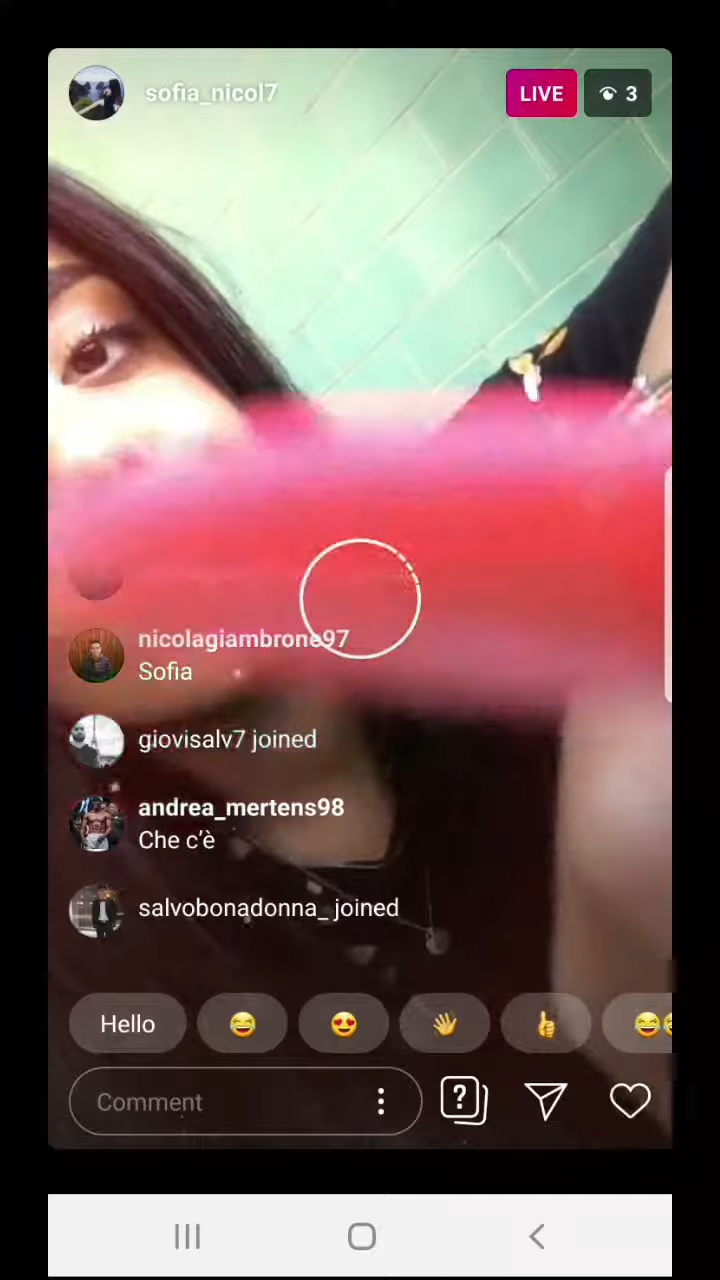 sofia_nicol7
LIVE
3
nicolagiambrone97
Sofia
giovisalv7 joined
andrea_mertens98
Che c'è
salvobonadonna_ joined
Hello
Comment
?